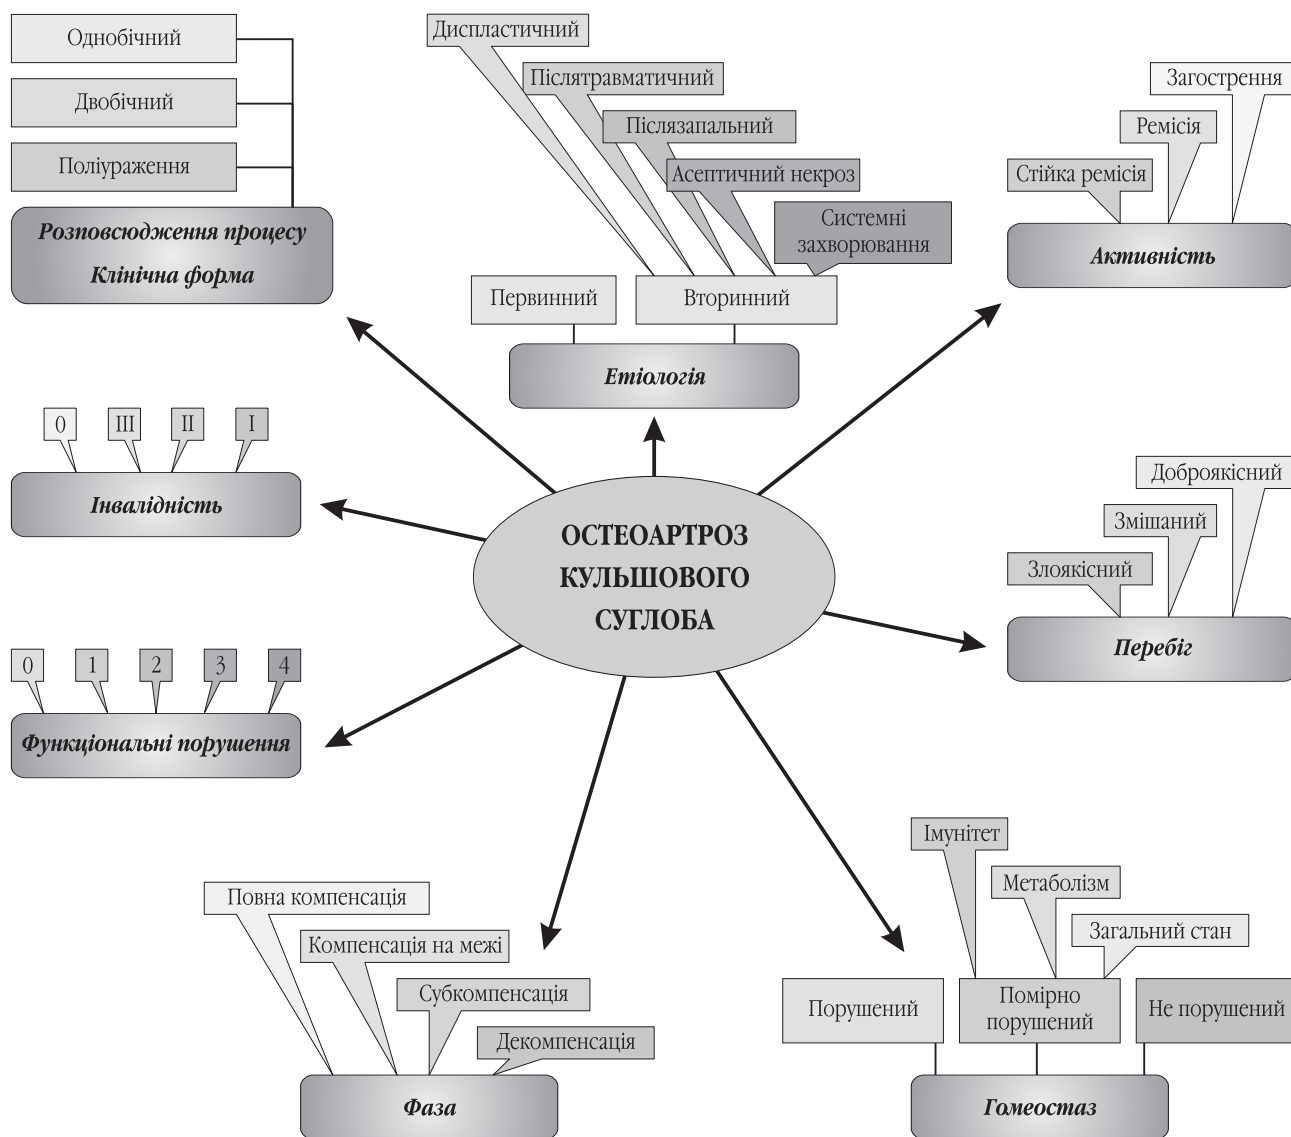 Однобічний
Двобічний
Поліураження
Розповсюдження процесу
Клінічна форма
Диспластичний
Післятравматичний
Післязапальний
Асептичний некроз
Системні
захворювання
Первинний
Вторинний
Етіологія
Загострення
Ремісія
Стійка ремісія
Активність
0
III
II
I
Інвалідність
ОСТЕОАРТРОЗ
КУЛЬШОВОГО
СУГЛОБА
Доброякісний
Змішаний
Злоякісний
Перебіг
0
1
2
3
4
Функціональні порушення
Повна компенсація
Компенсація на межі
Субкомпенсація
Декомпенсація
Фаза
Імунітет
Метаболізм
Загальний стан
Порушений
Помірно
порушений
Не порушений
Гомеостаз